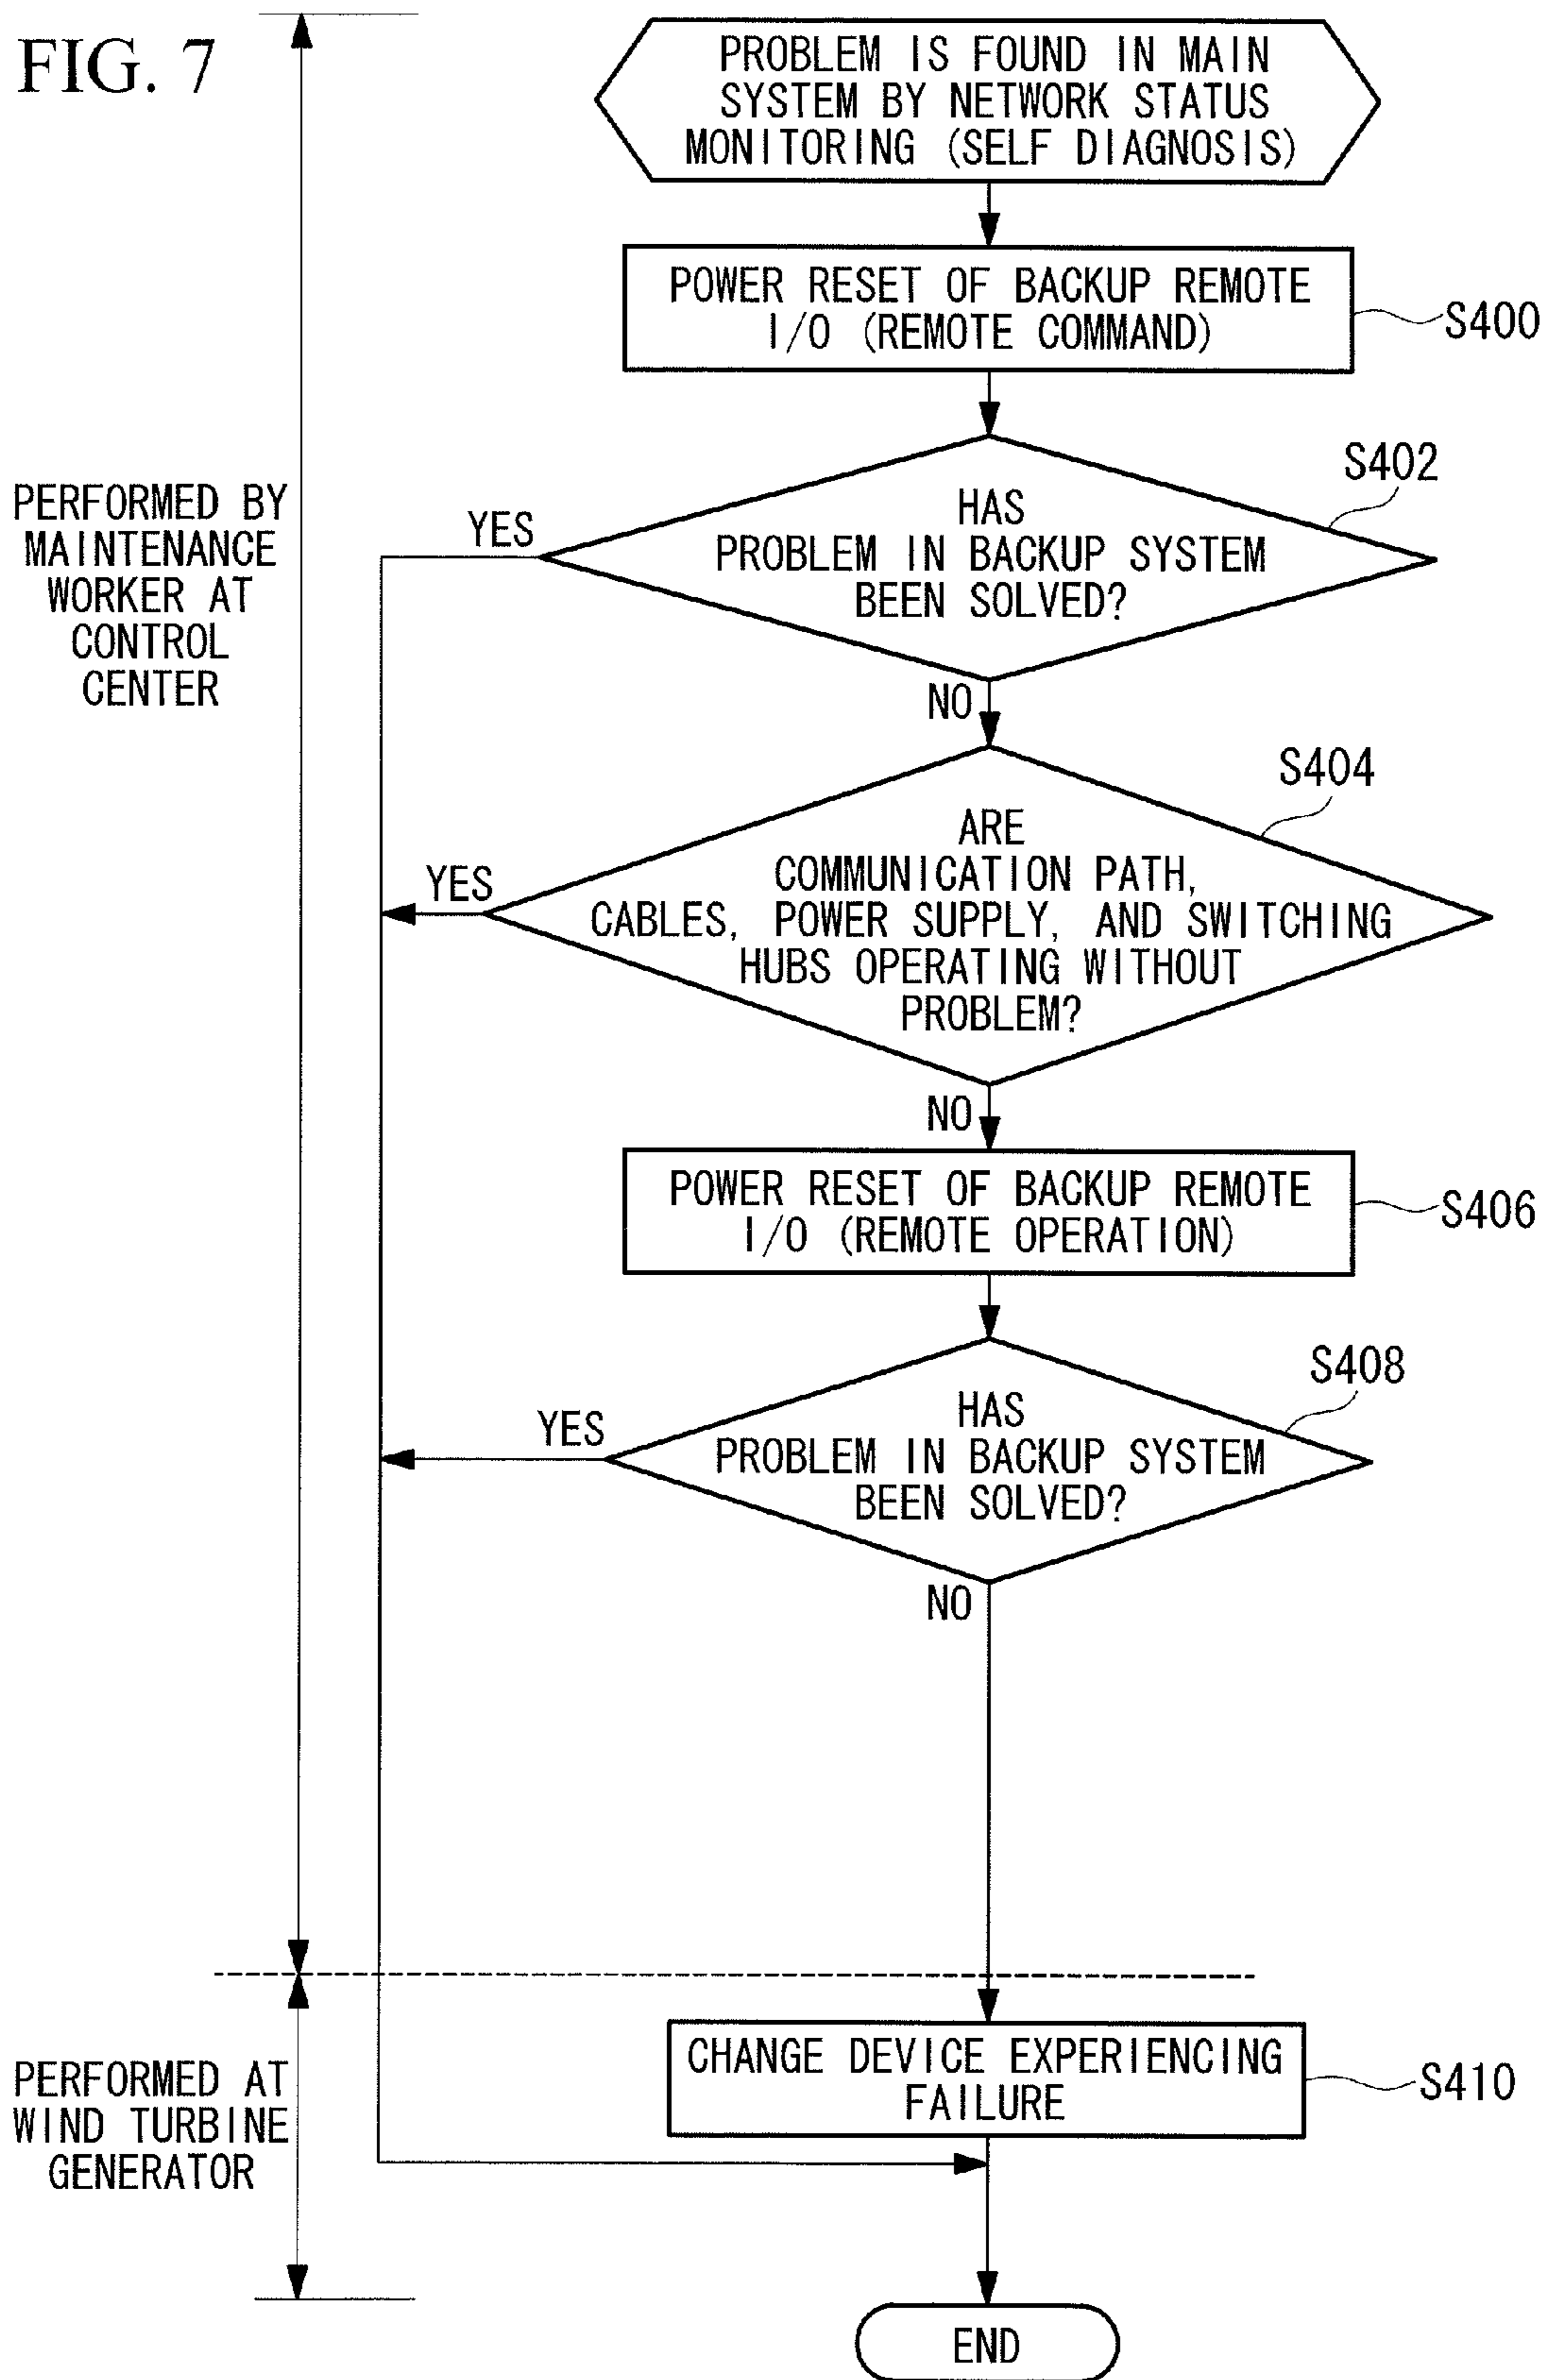 FIG. 7
PROBLEM IS FOUND IN MAIN
SYSTEM BY NETWORK STATUS
MONITORING (SELF DIAGNOSIS)
POWER RESET OF BACKUP REMOTE
I/O (REMOTE COMMAND)
S400
PERFORMED BY
MAINTENANCE
WORKER AT
CONTROL
CENTER
S402
YES
HAS
PROBLEM IN BACKUP SYSTEM
BEEN SOLVED?
NO
S404
YES
ARE
COMMUNICATION PATH,
CABLES, POWER SUPPLY, AND SWITCHING
HUBS OPERATING WITHOUT
PROBLEM?
NO
POWER RESET OF BACKUP REMOTE
I/O (REMOTE OPERATION)
S406
S408
YES
HAS
PROBLEM IN BACKUP SYSTEM
BEEN SOLVED?
NO
PERFORMED AT
WIND TURBINE
GENERATOR
CHANGE DEVICE EXPERIENCING
FAILURE
S410
END